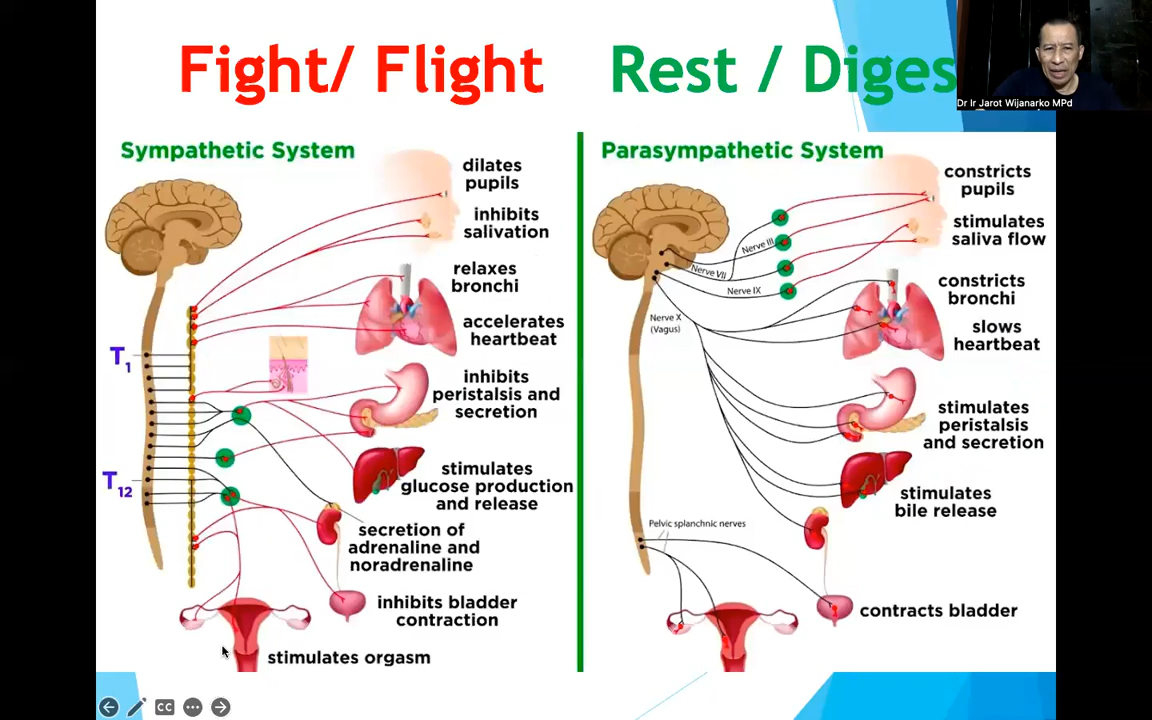 Fight/ Flight
Rest / Diges
Dr Ir Jarot Wijanarko MPd
Sympathetic System
dilates
pupils
inhibits
salivation
relaxes
bronchi
accelerates
heartbeat
T1
inhibits
peristalsis and
secretion
T12
stimulates
glucose production
and release
secretion of
adrenaline and
noradrenaline
inhibits bladder
contraction
stimulates orgasm
Parasympathetic System
constricts
pupils
Nerve III
stimulates
saliva flow
Nerve VII
Nerve IX
constricts
bronchi
Nerve X
(Vagus)
slows
heartbeat
stimulates
peristalsis
and secretion
stimulates
bile release
Pelvic splanchnic nerves
contracts bladder
CC